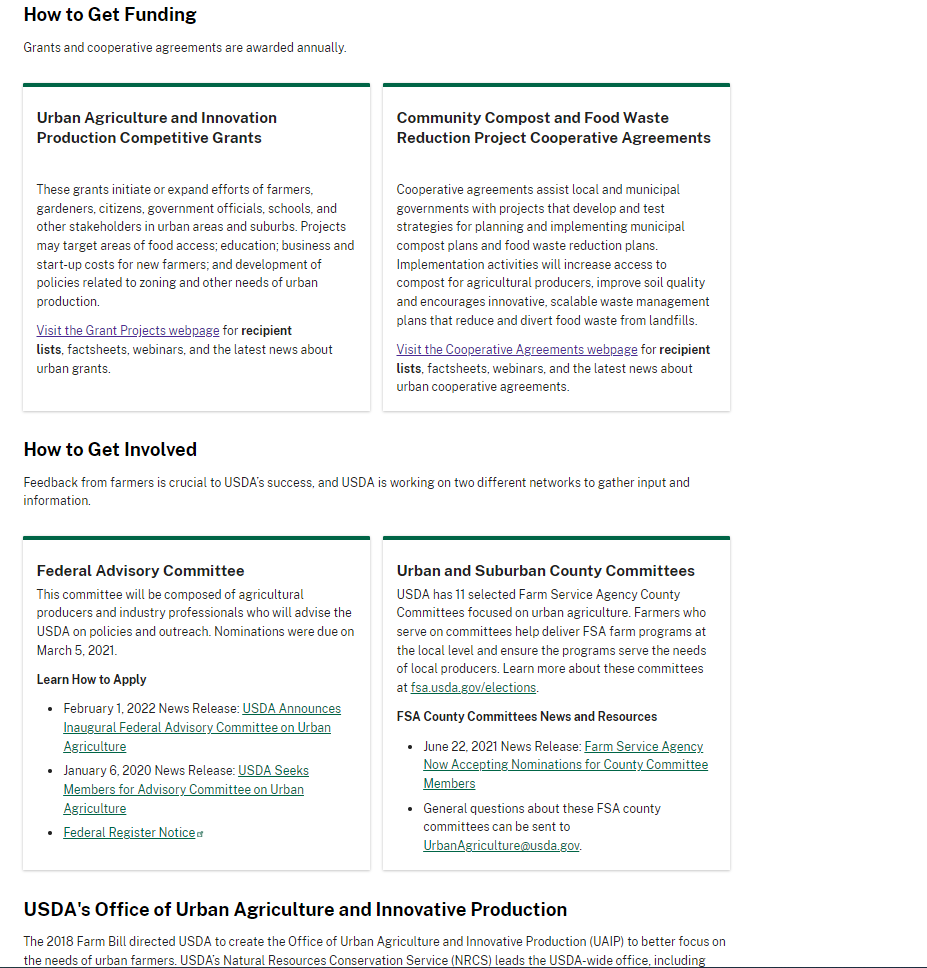 How to Get Funding
Grants and cooperative agreements are awarded annually.
Urban Agriculture and Innovation
Production Competitive Grants
These grants initiate or expand efforts of farmers,
gardeners, citizens, government officials, schools, and
other stakeholders in urban areas and suburbs. Projects
may target areas of food access; education; business and
start-up costs for new farmers; and development of
policies related to zoning and other needs of urban
production.
Visit the Grant Projects webpage for recipient
lists, factsheets, webinars, and the latest news about
urban grants.
Community Compost and Food Waste
Reduction Project Cooperative Agreements
Cooperative agreements assist local and municipal
governments with projects that develop and test
strategies for planning and implementing municipal
compost plans and food waste reduction plans.
Implementation activities will increase access to
compost for agricultural producers, improve soil quality
and encourages innovative, scalable waste management
plans that reduce and divert food waste from landfills.
Visit the Cooperative Agreements webpage for recipient
lists, factsheets, webinars, and the latest news about
urban cooperative agreements.
How to Get Involved
Feedback from farmers is crucial to USDA's success, and USDA is working on two different networks to gather input and
information.
Federal Advisory Committee
This committee will be composed of agricultural
producers and industry professionals who will advise the
USDA on policies and outreach. Nominations were due on
March 5, 2021.
Learn How to Apply
• February 1, 2022 News Release: USDA Announces
Inaugural Federal Advisory Committee on Urban
Agriculture
• January 6, 2020 News Release: USDA Seeks
Members for Advisory Committee on Urban
Agriculture
• Federal Register Notice
Urban and Suburban County Committees
USDA has 11 selected Farm Service Agency County
Committees focused on urban agriculture. Farmers who
serve on committees help deliver FSA farm programs at
the local level and ensure the programs serve the needs
of local producers. Learn more about these committees
at fsa.usda.gov/elections.
FSA County Committees News and Resources
• June 22, 2021 News Release: Farm Service Agency
Now Accepting Nominations for County Committee
Members
• General questions about these FSA county
committees can be sent to
UrbanAgriculture@usda.gov.
USDA's Office of Urban Agriculture and Innovative Production
The 2018 Farm Bill directed USDA to create the Office of Urban Agriculture and Innovative Production (UAIP) to better focus on
the needs of urban farmers. USDA's Natural Resources Conservation Service (NRCS) leads the USDA-wide office, including